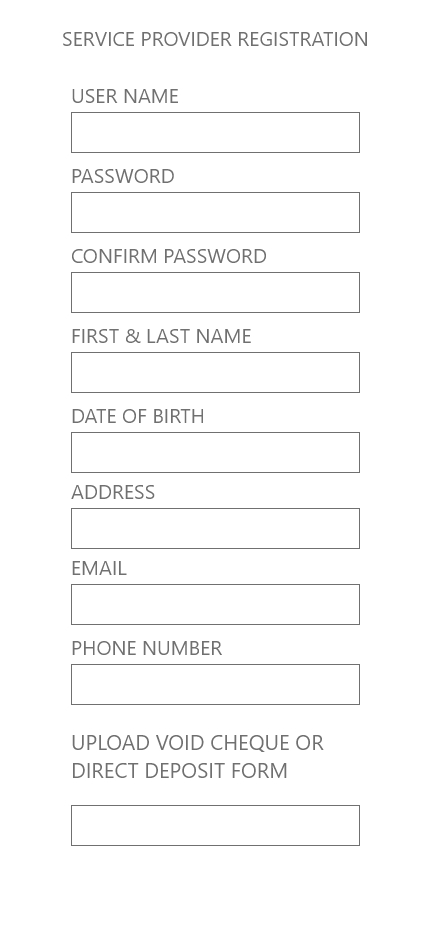 SERVICE PROVIDER REGISTRATION
USER NAME
PASSWORD
CONFIRM PASSWORD
FIRST & LAST NAME
DATE OF BIRTH
ADDRESS
EMAIL
PHONE NUMBER
UPLOAD VOID CHEQUE OR
DIRECT DEPOSIT FORM